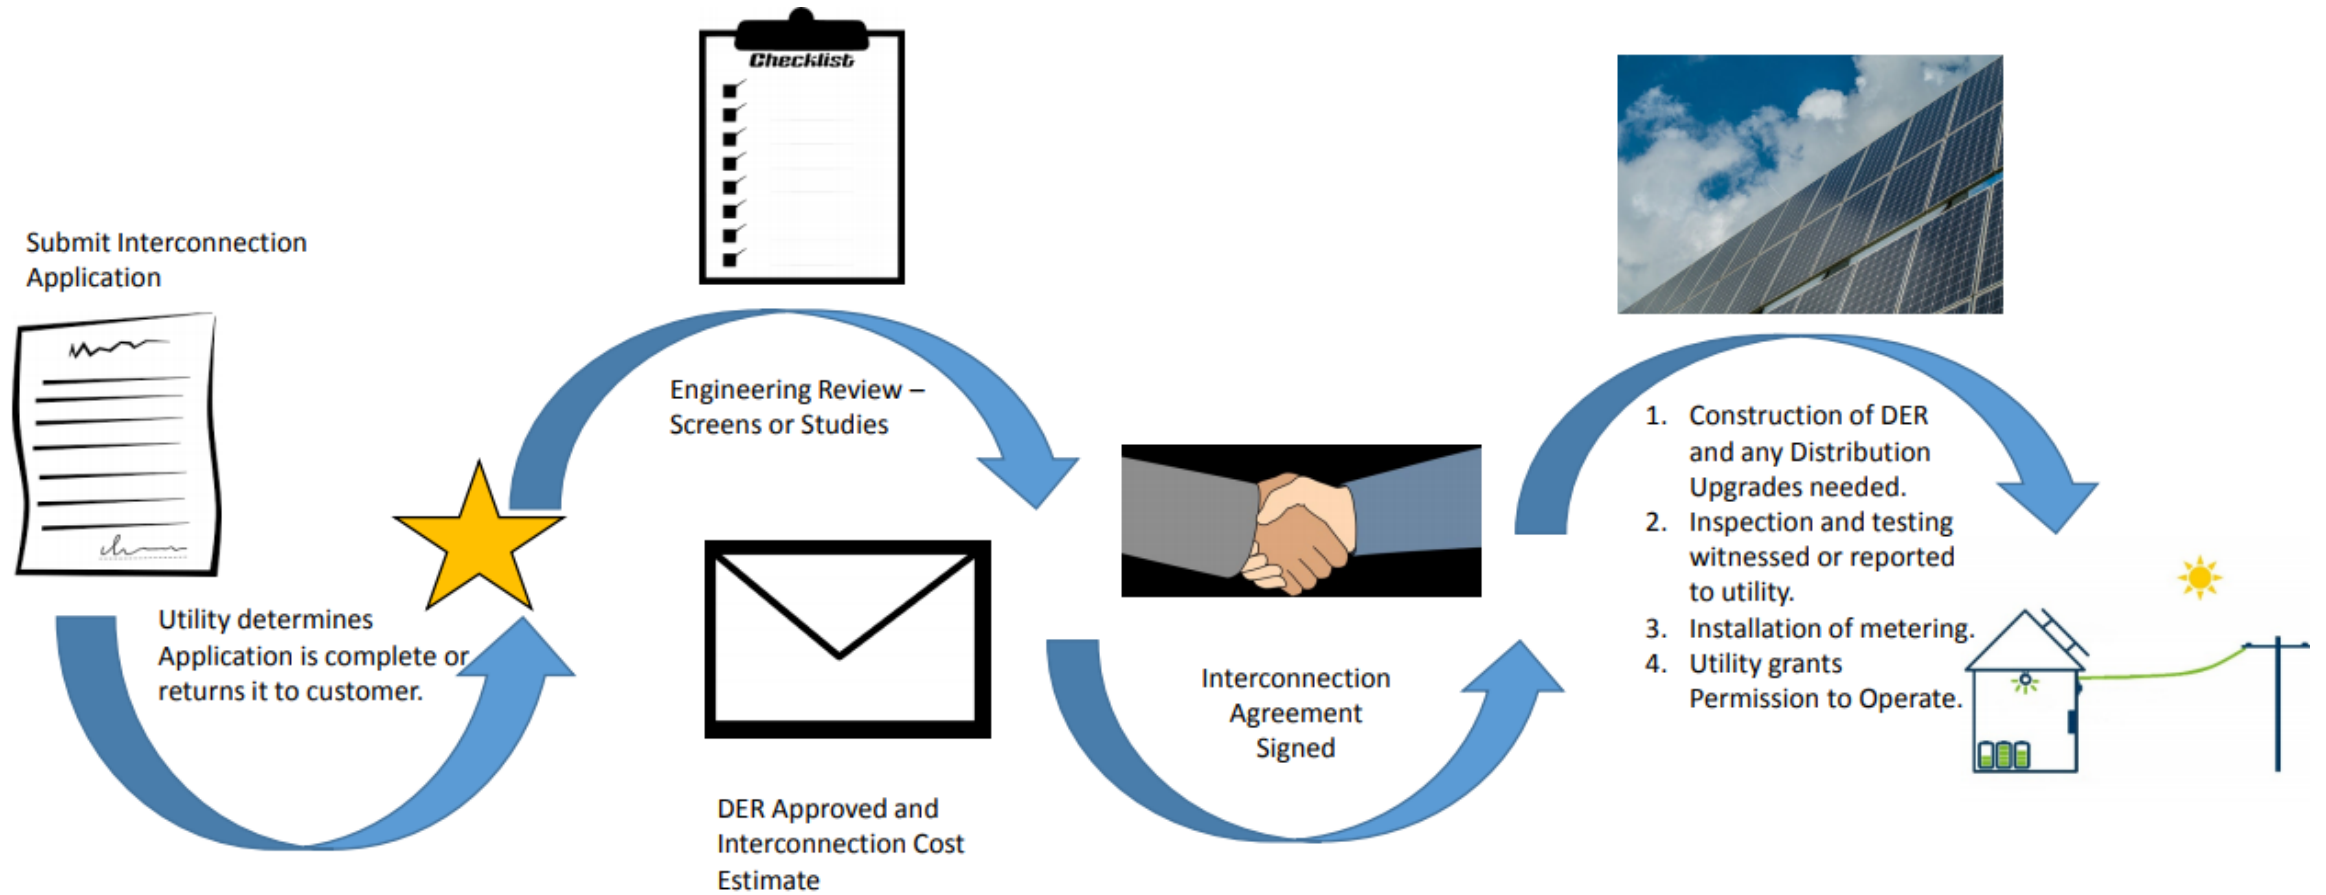 Checklist
Submit Interconnection
Application
Utility determines
Application is complete or
returns it to customer.
Engineering Review –
Screens or Studies
DER Approved and
Interconnection Cost
Estimate
Interconnection
Agreement
Signed
1. Construction of DER
and any Distribution
Upgrades needed.
2. Inspection and testing
witnessed or reported
to utility.
3. Installation of metering.
4. Utility grants
Permission to Operate.